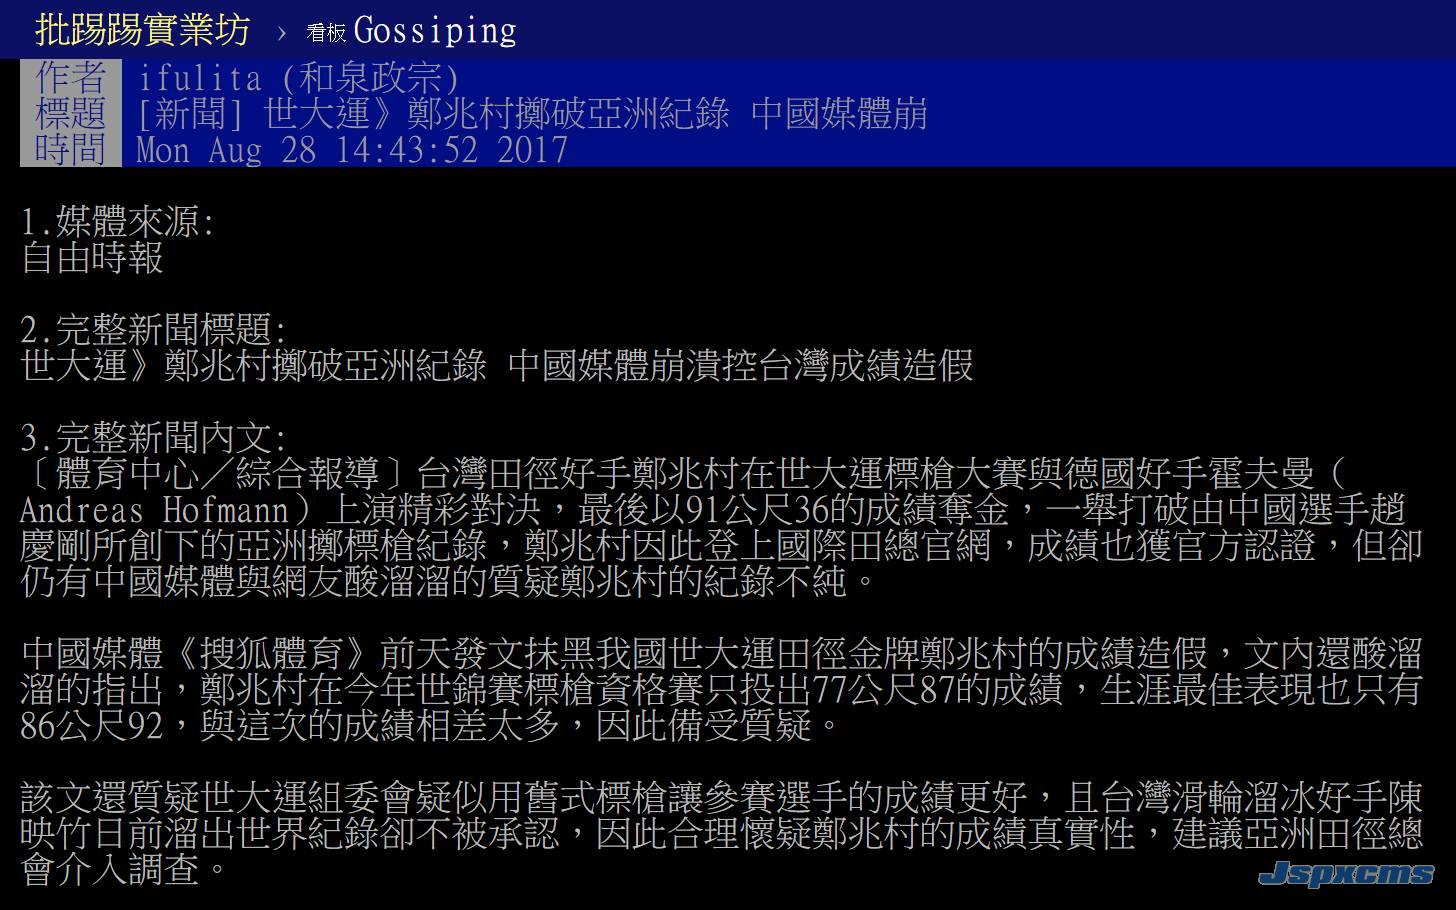 批踢踢實業坊 › 看板 Gossiping
作者 ifulita (和泉政宗)
標題 [新聞] 世大運》鄭兆村擲破亞洲紀錄 中國媒體崩
時間 Mon Aug 28 14:43:52 2017
1.媒體來源:
自由時報
2.完整新聞標題:
世大運》鄭兆村擲破亞洲紀錄 中國媒體崩潰控台灣成績造假
3.完整新聞內文:
〔體育中心／綜合報導〕台灣田徑好手鄭兆村在世大運標槍大賽與德國好手霍夫曼（
Andreas Hofmann）上演精彩對決，最後以91公尺36的成績奪金，一舉打破由中國選手趙
慶剛所創下的亞洲擲標槍紀錄，鄭兆村因此登上國際田總官網，成績也獲官方認證，但卻
仍有中國媒體與網友酸溜溜的質疑鄭兆村的紀錄不純。
中國媒體《搜狐體育》前天發文抹黑我國世大運田徑金牌鄭兆村的成績造假，文內還酸溜
溜的指出，鄭兆村在今年世錦賽標槍資格賽只投出77公尺87的成績，生涯最佳表現也只有
86公尺92，與這次的成績相差太多，因此備受質疑。
該文還質疑世大運組委會疑似用舊式標槍讓參賽選手的成績更好，且台灣滑輪溜冰好手陳
映竹日前溜出世界紀錄卻不被承認，因此合理懷疑鄭兆村的成績真實性，建議亞洲田徑總
會介入調查。
Jspxcms